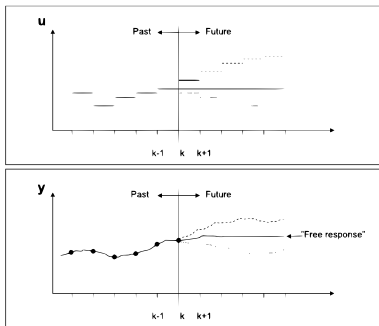 u
Past Future
k-1 k k+1
y
Past Future
"Free response"
k-1 k k+1